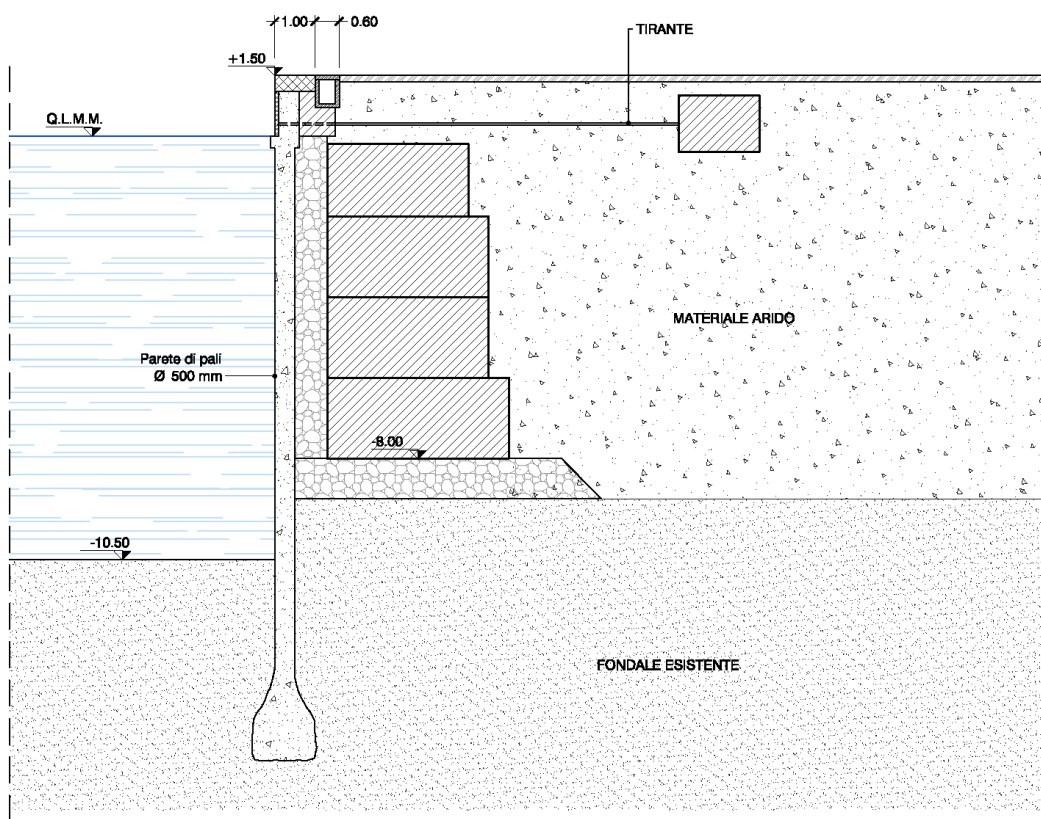 1.00
0.60
TIRANTE
+1.50
Q.L.M.M.
MATERIALE ARIDO
Parete di pali
Ø 500 mm
-8.00
-10.50
FONDALE ESISTENTE